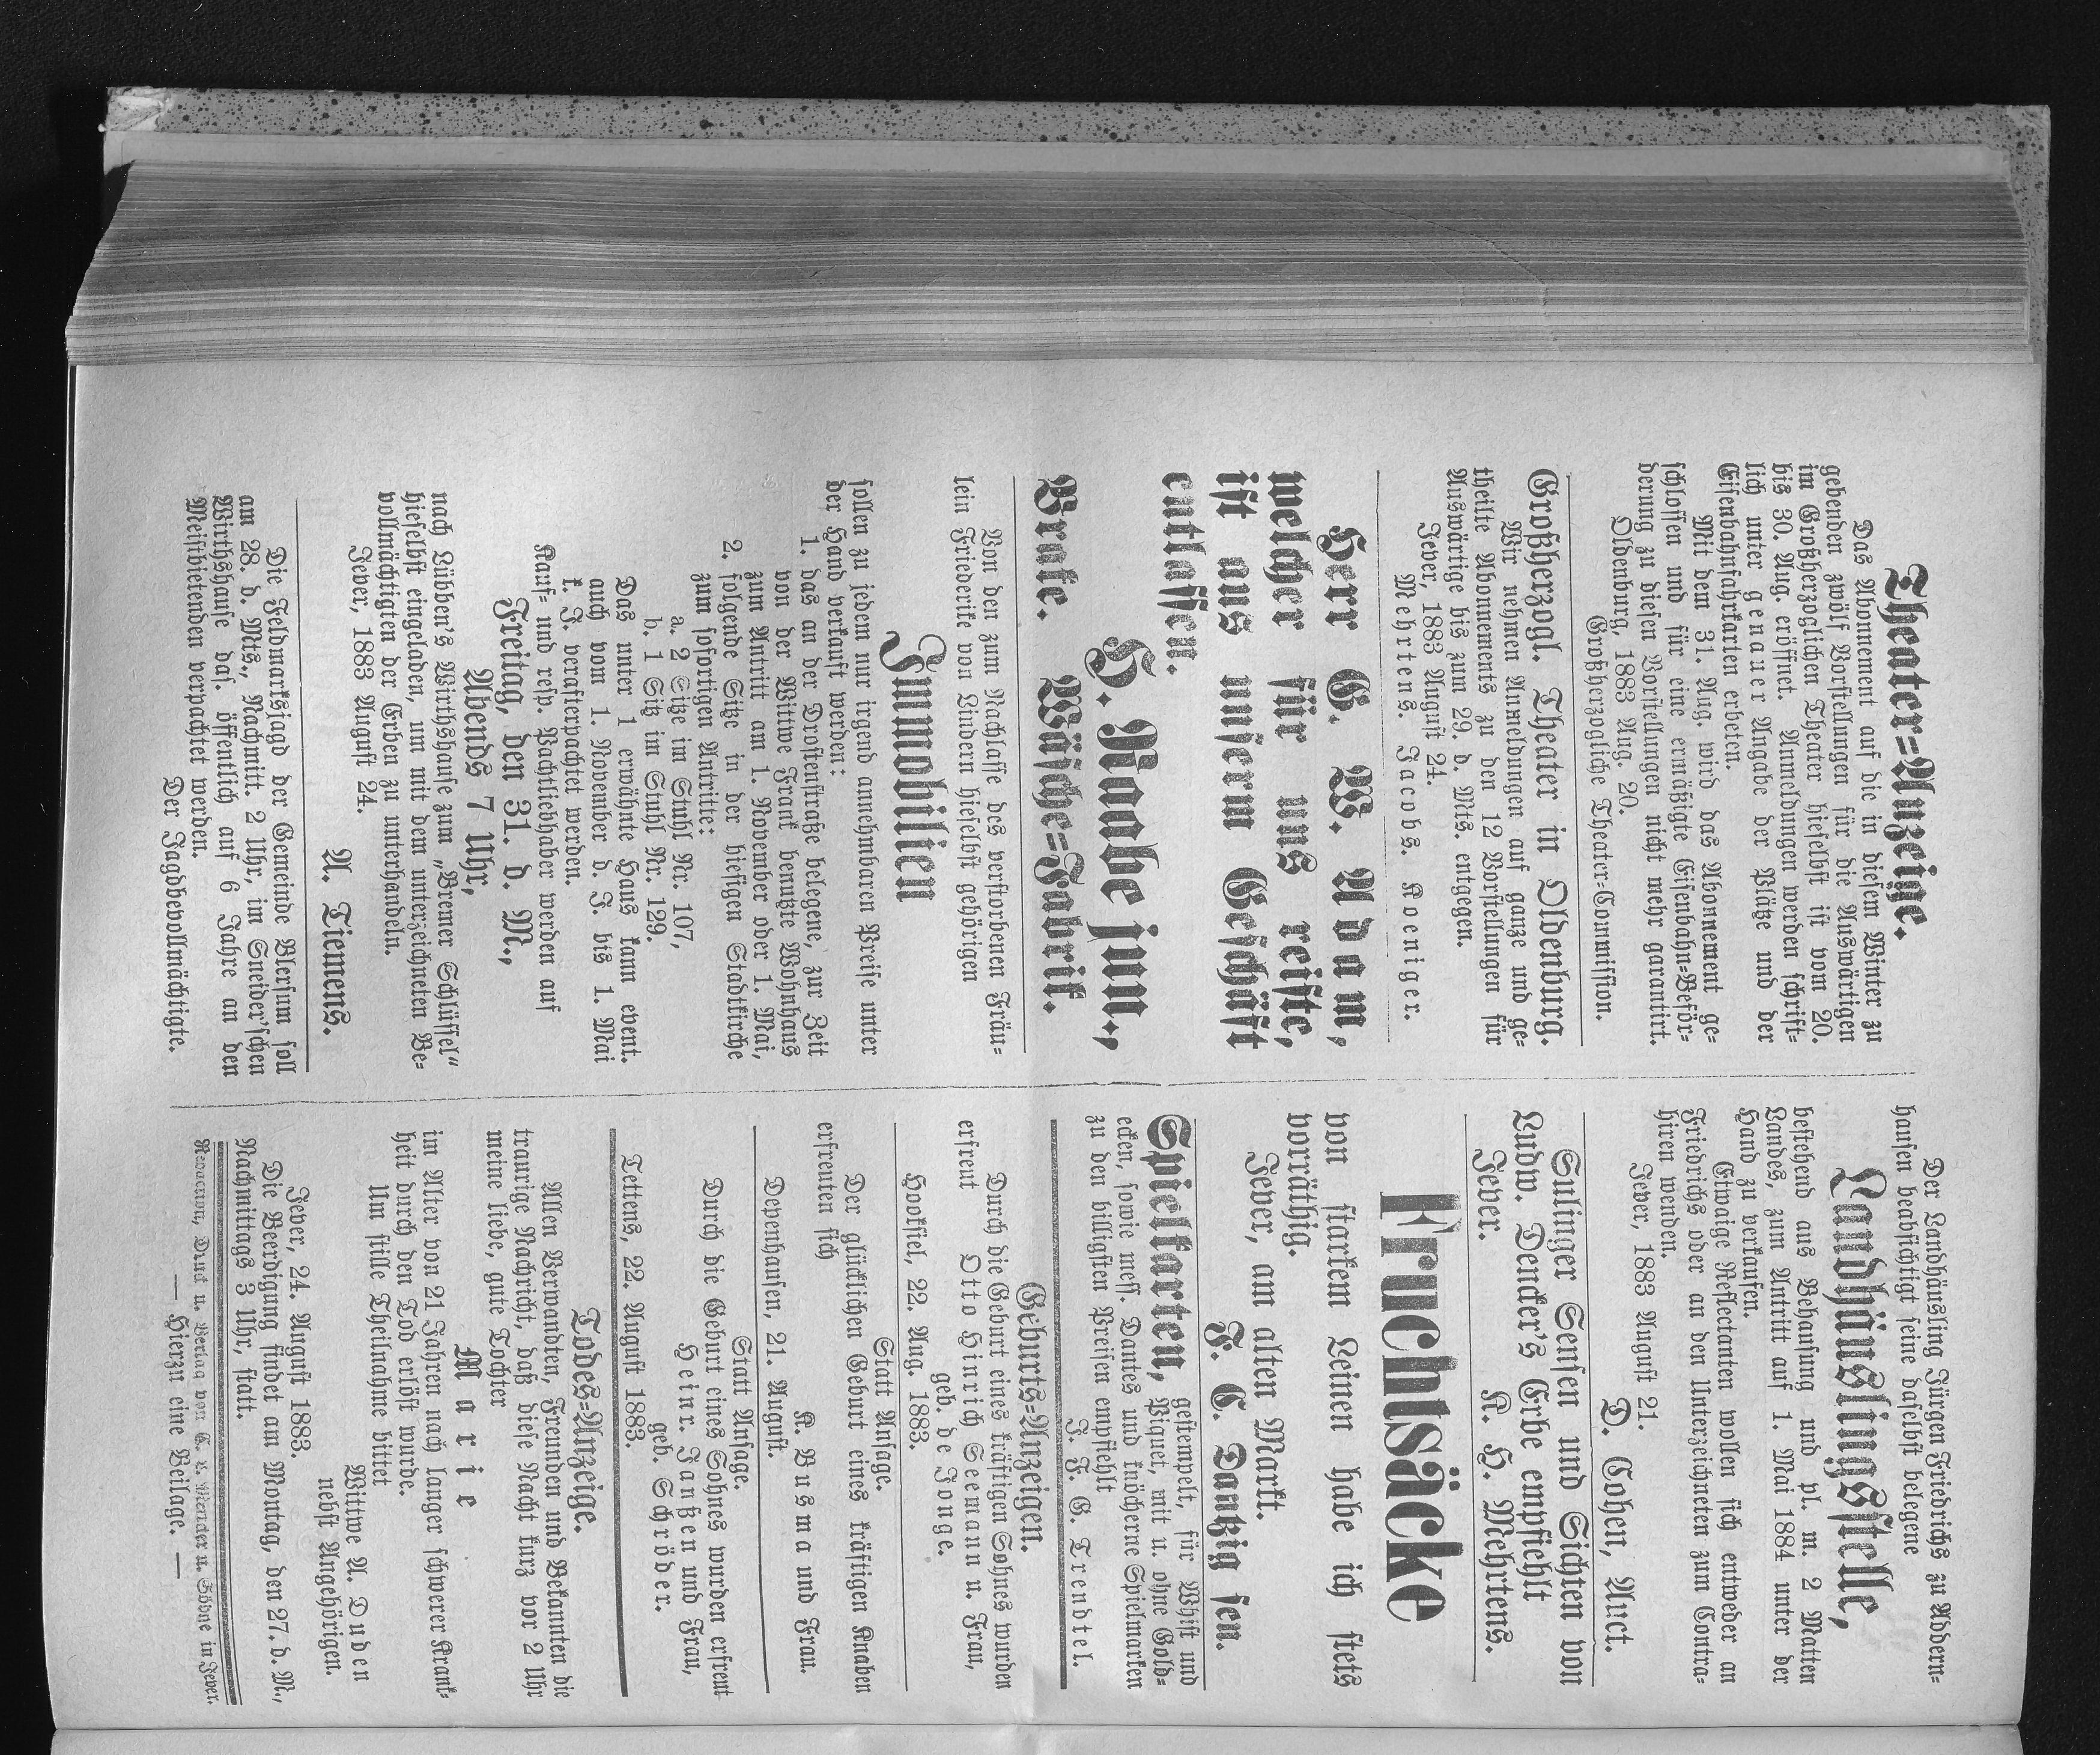 Theater=Anzeige.
Das Abonnement auf die in diesem Winter zu
gebenden zwölf Vorstellungen für die Auswärtigen
im Großherzoglichen Theater hieselbst ist vom 20.
bis 30. Aug. eröffnet. Anmeldungen werden schrift-
lich unter genauer Angabe der Plätze und der
Eisenbahnfahrkarten erbeten.
Mit dem 31. Aug. wird das Abonnement ge-
schlossen und für eine ermäßigte Eisenbahn=Beför-
derung zu diesen Vorstellungen nicht mehr garantirt.
Oldenburg, 1883 Aug. 20.
Großherzogliche Theater=Commission.
Großherzogl. Theater in Oldenburg.
Wir nehmen Anmeldungen auf ganze und ge-
theilte Abonnements zu den 12 Vorstellungen für
Auswärtige bis zum 29. d. Mts. entgegen.
Jever, 1883 August 24.
Mehrtens. Jacobs. Koeniger.
Herr G. W. Adam,
welcher für uns reiste,
ist aus unserm Geschäft
entlassen.
H. Raabe jun.,
Brake. Wäsche=Fabrik.
Von den zum Nachlasse des verstorbenen Fräu-
lein Friederike von Lindern hieselbst gehörigen
Immobilien
sollen zu jedem nur irgend annehmbaren Preise unter
der Hand verkauft werden:
1. das an der Drostenstraße belegene, zur Zeit
von der Wittwe Frank benutzte Wohnhaus
zum Antritt am 1. November oder 1. Mai,
2. folgende Sitze in der hiesigen Stadtkirche
zum sofortigen Antritte:
a. 2 Sitze im Stuhl Nr. 107,
b. 1 Sitz im Stuhl Nr. 129.
Das unter 1 erwähnte Haus kann event.
auch vom 1. November d. J. bis 1. Mai
k. J. verafterpachtet werden.
Kauf= und resp. Pachtliebhaber werden auf
Freitag, den 31. d. M.,
Abends 7 Uhr,
nach Lübben's Wirthshause zum „Bremer Schlüssel"
hieselbst eingeladen, um mit dem unterzeichneten Be-
vollmächtigten der Erben zu unterhandeln.
Jever, 1883 August 24.
A. Tiemens.
Die Feldmarksjagd der Gemeinde Wiefels soll
am 28. d. Mts., Nachmitt. 2 Uhr, im Sneider'schen
Wirthshause das. öffentlich auf 6 Jahre an den
Meistbietenden verpachtet werden.
Der Jagdbevollmächtigte.
Der Landhäusling Jürgen Friedrichs zu Addern-
hausen beabsichtigt seine daselbst belegene
Landhäuslingsstelle,
bestehend aus Behausung und pl. m. 2 Matten
Landes, zum Antritt auf 1. Mai 1884 unter der
Hand zu verkaufen.
Etwaige Reflectanten wollen sich entweder an
Friedrichs oder an den Unterzeichneten zum Contra-
hiren wenden.
Jever, 1883 August 21.
D. Cohen, Auct.
Sulinger Sensen und Sichten von
Ludw. Dencker's Erbe empfiehlt
Jever. K. H. Mehrtens.
Fruchtsäcke
von starkem Leinen habe ich stets
vorräthig.
Jever, am alten Markt.
F. C. Dantzig sen.
Spielkarten, gestempelt, für Whist und
Piquet, mit u. ohne Gold-
ecken, sowie mess. Dantes und knöcherne Spielmarken
zu den billigsten Preisen empfiehlt
J. F. G. Trendtel.
Geburts=Anzeigen.
Durch die Geburt eines kräftigen Sohnes wurden
erfreut Otto Hinrich Seemann u. Frau,
geb. de Jonge.
Hooksiel, 22. Aug. 1883.
Statt Ansage.
Der glücklichen Geburt eines kräftigen Knaben
erfreuten sich
K. Busma und Frau.
Depenhausen, 21. August.
Statt Ansage.
Durch die Geburt eines Sohnes wurden erfreut
Heinr. Janßen und Frau,
geb. Schröder.
Tettens, 22. August 1883.
Todes=Anzeige.
Allen Verwandten, Freunden und Bekannten die
traurige Nachricht, daß diese Nacht kurz vor 2 Uhr
meine liebe, gute Tochter
Marie
im Alter von 21 Jahren nach langer schwerer Krank-
heit durch den Tod erlöst wurde.
Um stille Theilnahme bittet
Wittwe A. Duden
nebst Angehörigen.
Jever, 24. August 1883.
Die Beerdigung findet am Montag, den 27. d. M.,
Nachmittags 3 Uhr, statt.
Redaction, Druck u. Verlag von C. L. Mettcker u. Söhne in Jever.
— Hierzu eine Beilage. —